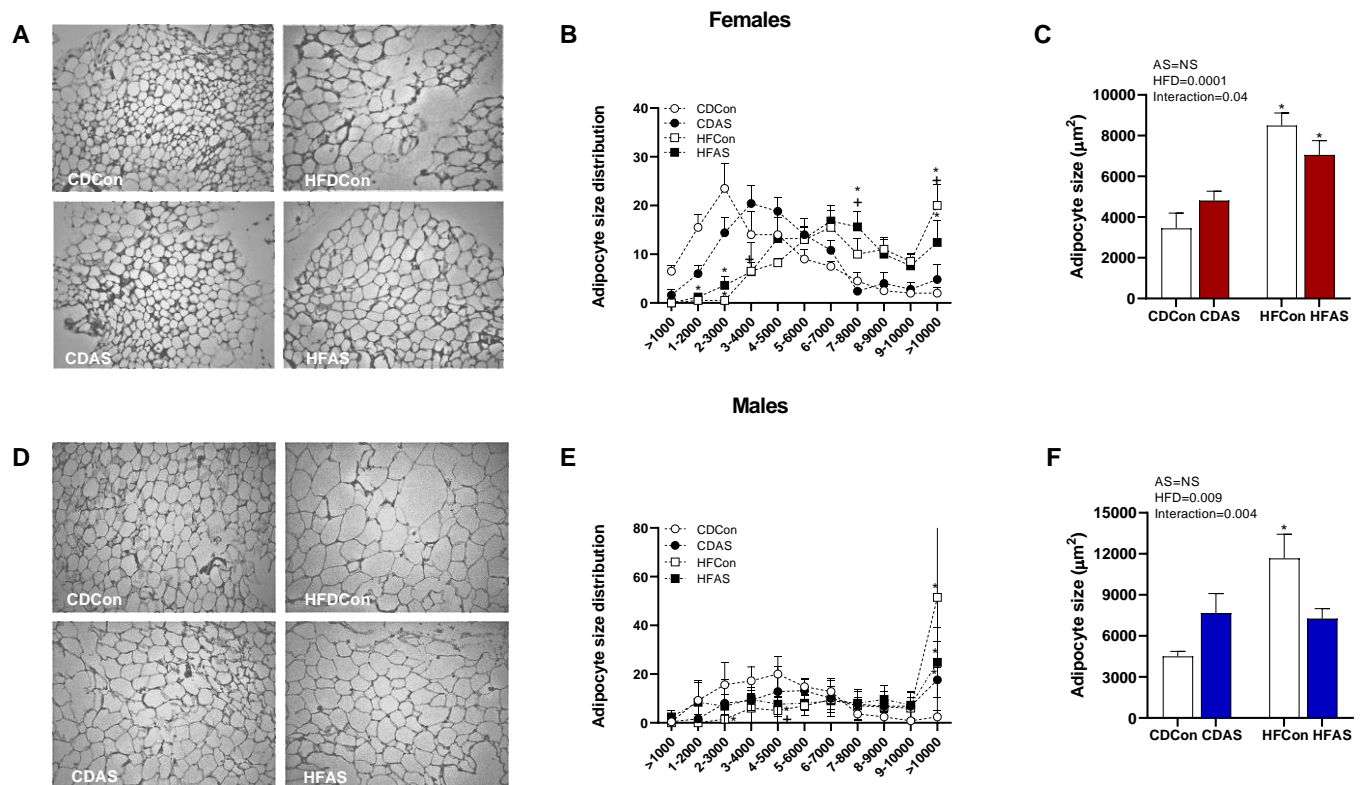 Females
A
CDCon
HFDCon
CDAS
HFAS
B
CDCon
CDAS
HFCon
HFAS
Adipocyte size distribution
40
30
20
10
0
>1000
1-2000
2-3000
3-4000
4-5000
5-6000
6-7000
7-8000
8-9000
9-10000
>10000
* * * + * + * + *
C
AS=NS
HFD=0.0001
Interaction=0.04
Adipocyte size (μm²)
10000
8000
6000
4000
2000
0
* *
CDCon CDAS HFCon HFAS
Males
D
CDCon
HFDCon
CDAS
HFAS
E
CDCon
CDAS
HFCon
HFAS
Adipocyte size distribution
80
60
40
20
0
>1000
1-2000
2-3000
3-4000
4-5000
5-6000
6-7000
7-8000
8-9000
9-10000
>10000
* * + * * *
F
AS=NS
HFD=0.009
Interaction=0.004
Adipocyte size (μm²)
15000
12000
9000
6000
3000
0
*
CDCon CDAS HFCon HFAS